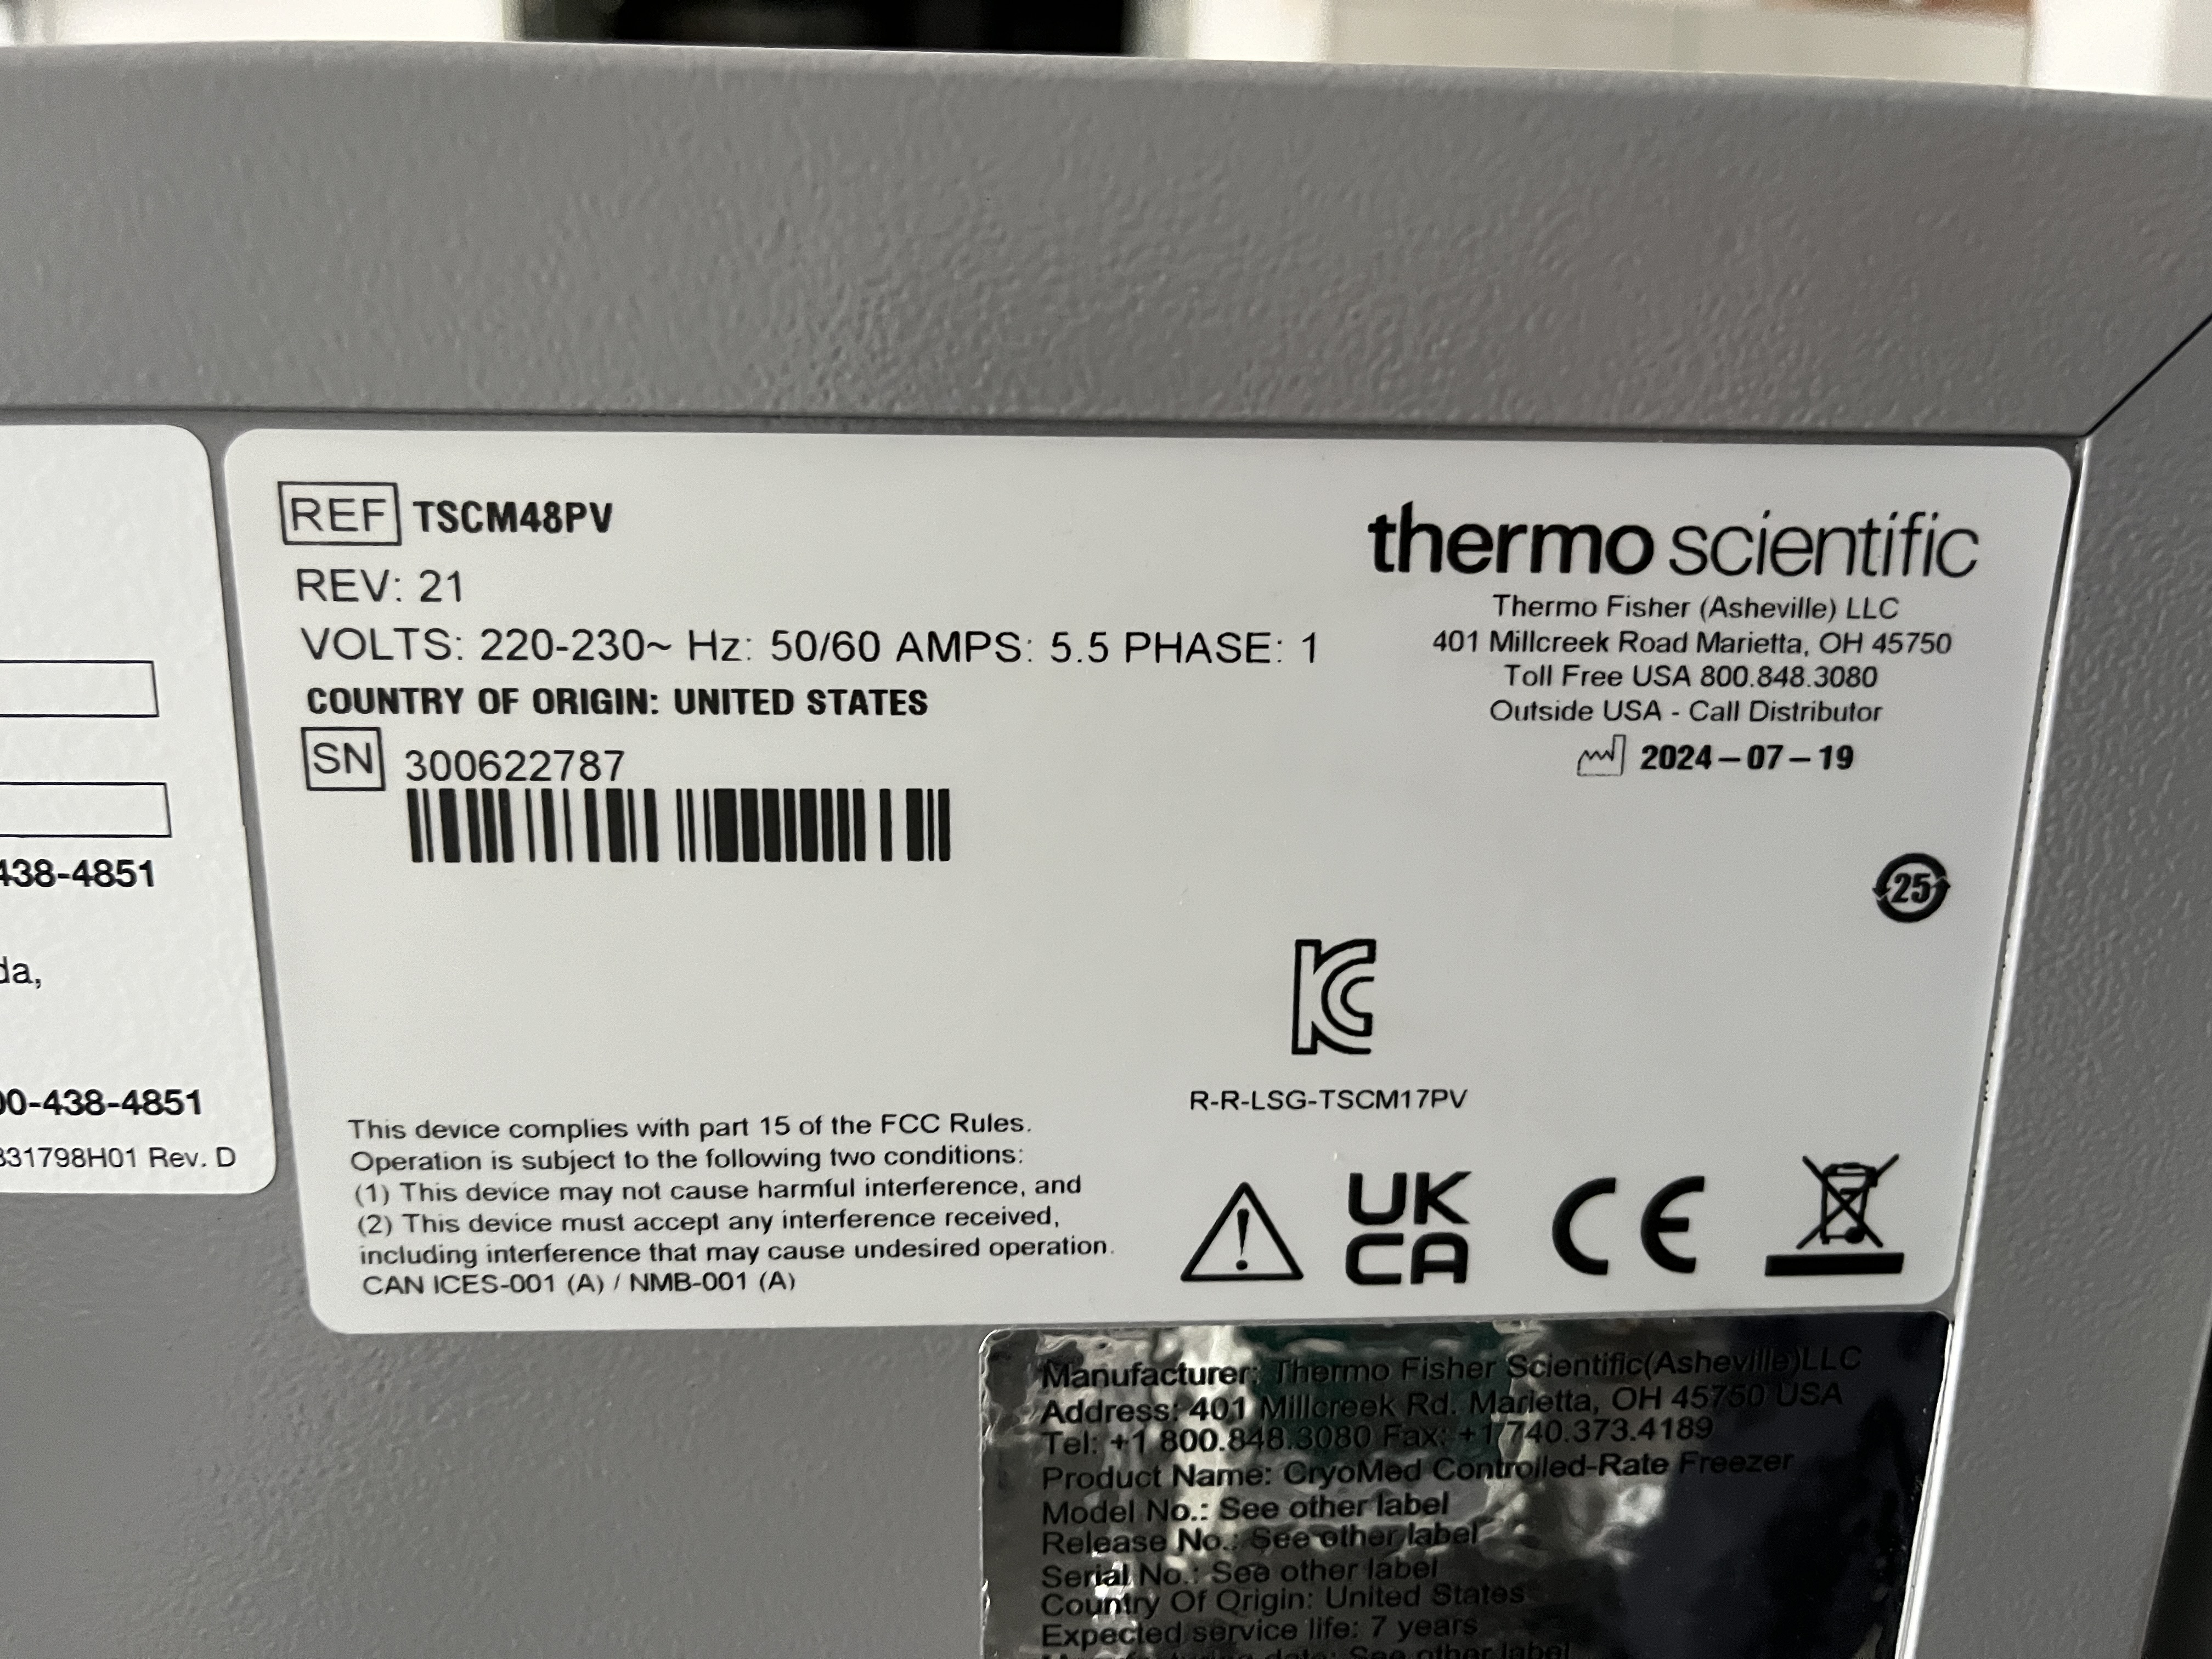 REF TSCM48PV
REV: 21
VOLTS: 220-230~ Hz: 50/60 AMPS: 5.5 PHASE: 1
COUNTRY OF ORIGIN: UNITED STATES
SN 300622787
thermo scientific
Thermo Fisher (Asheville) LLC
401 Millcreek Road Marietta, OH 45750
Toll Free USA 800.848.3080
Outside USA - Call Distributor
2024-07-19
25
KC
R-R-LSG-TSCM17PV
This device complies with part 15 of the FCC Rules.
Operation is subject to the following two conditions:
(1) This device may not cause harmful interference, and
(2) This device must accept any interference received,
including interference that may cause undesired operation.
CAN ICES-001 (A) / NMB-001 (A)
UK
CA
CE
438-4851
da,
00-438-4851
331798H01 Rev. D
Manufacturer: Thermo Fisher Scientific(Asheville)LLC
Address: 401 Millcreek Rd. Marietta, OH 45750 USA
Tel: +1 800.848.3080 Fax: +1 740.373.4189
Product Name: CryoMed Controlled-Rate Freezer
Model No.: See other label
Release No.: See other label
Serial No.: See other label
Country Of Origin: United States
Expected service life: 7 years
Manufacturing date: See other label